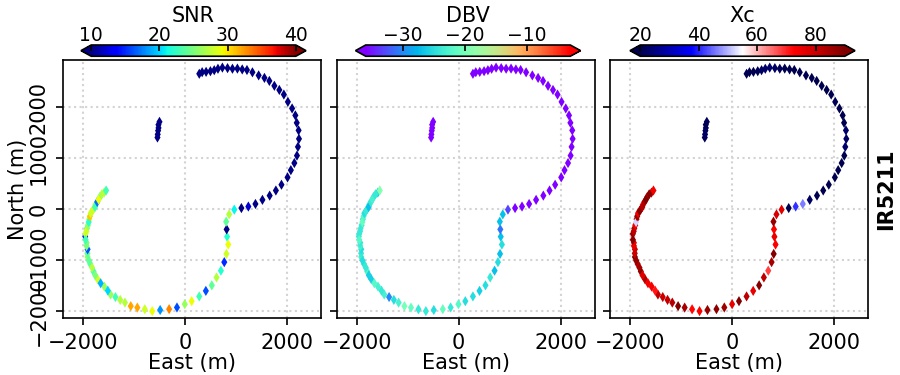 SNR DBV Xc
10 20 30 40 −30 −20 −10 20 40 60 80
2000
1000
0
−1000
−2000
North (m)
−2000 0 2000 −2000 0 2000 −2000 0 2000
East (m) East (m) East (m)
IR5211